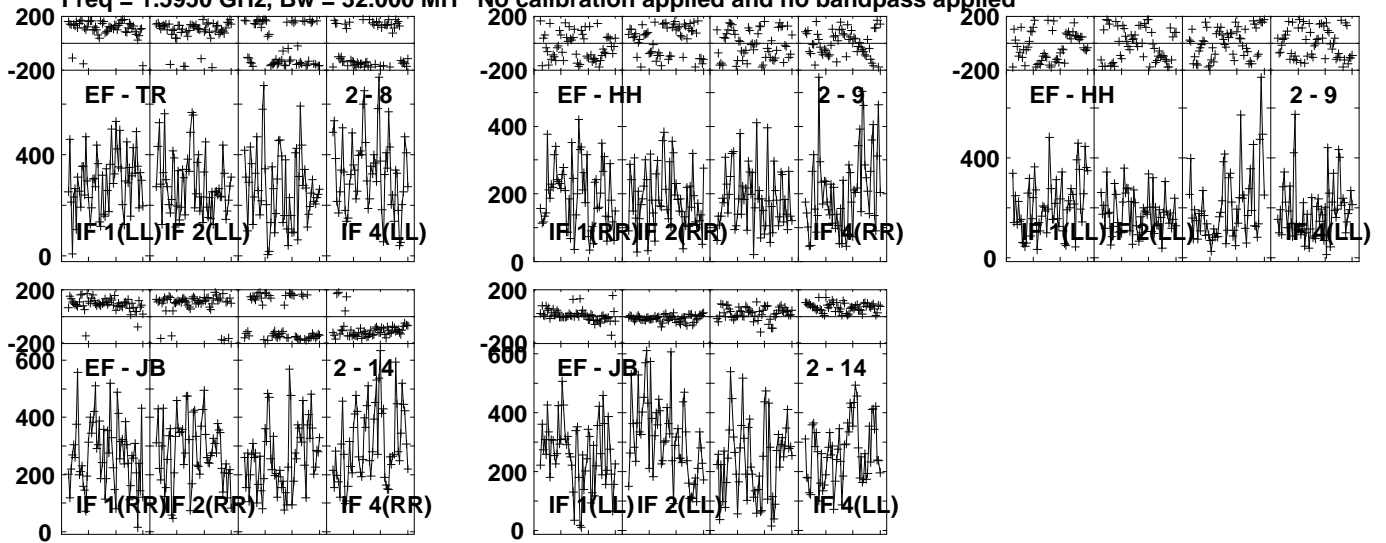 Freq = 1.5950 GHz, Bw = 32.000 MH No calibration applied and no bandpass applied
200
-200
EF - TR 2 - 8
400
0
IF 1(LL) IF 2(LL) IF 4(LL)
200
-200
EF - HH 2 - 9
400
200
0
IF 1(RR) IF 2(RR) IF 4(RR)
200
-200
EF - HH 2 - 9
400
0
IF 1(LL) IF 2(LL) IF 4(LL)
200
-200
600
EF - JB 2 - 14
400
200
0
IF 1(RR) IF 2(RR) IF 4(RR)
200
-200
600
EF - JB 2 - 14
400
200
0
IF 1(LL) IF 2(LL) IF 4(LL)